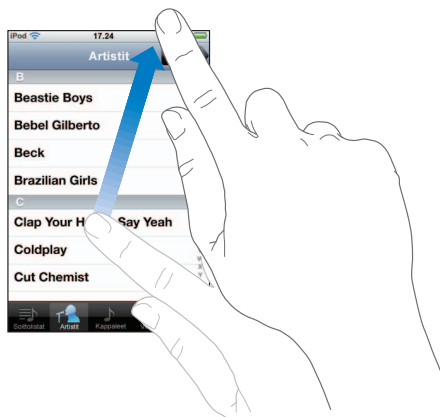 iPod 17.24
Artistit
B
Beastie Boys
Bebel Gilberto
Beck
Brazilian Girls
C
Clap Your H Say Yeah
Coldplay
Cut Chemist
Soittolistat Artistit Kappaleet